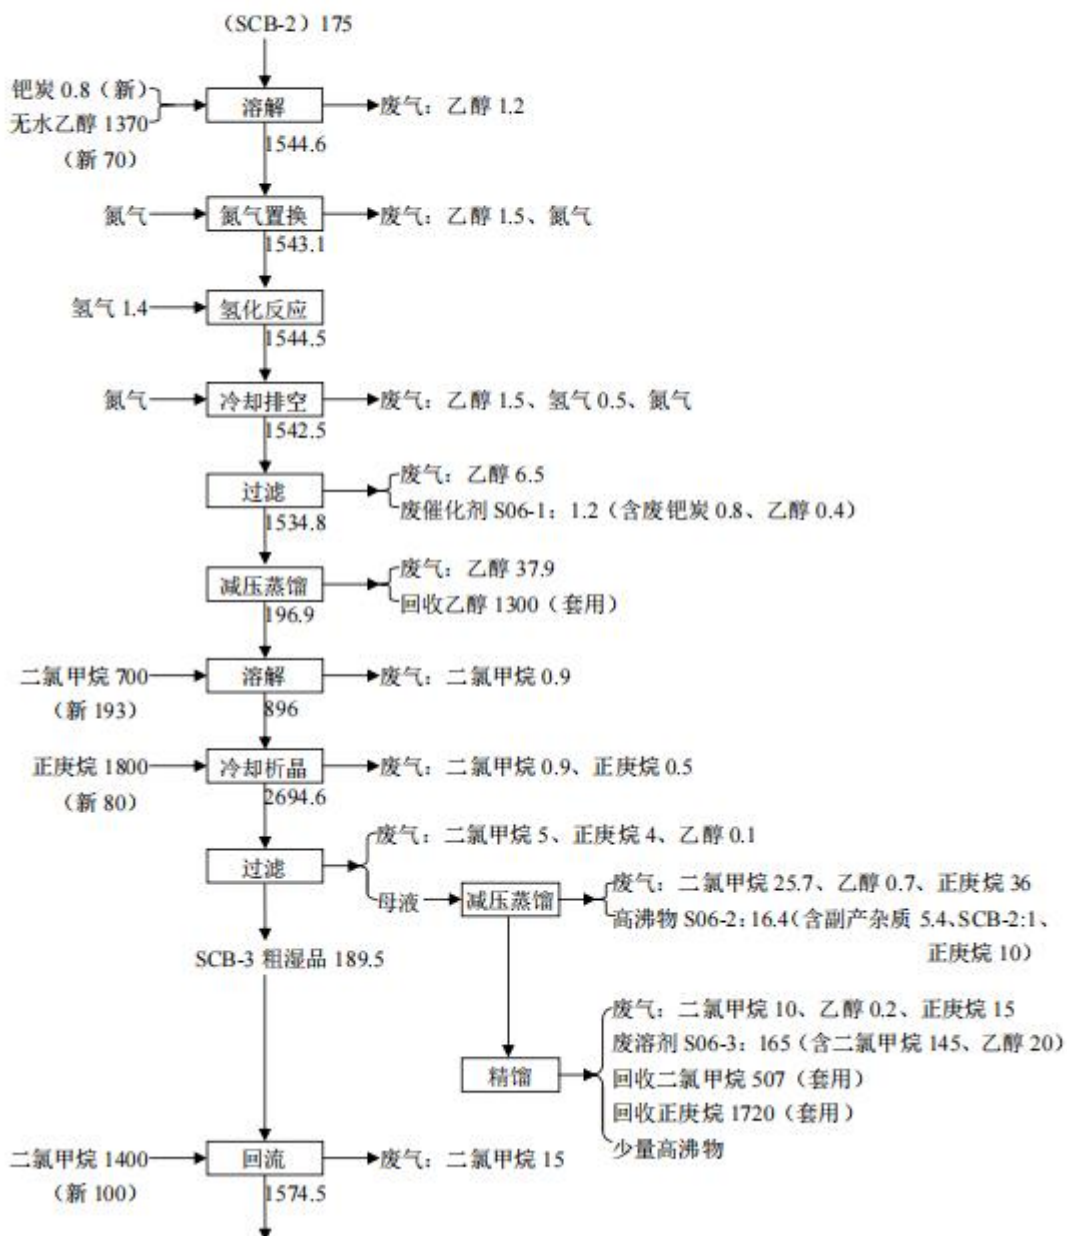 （SCB-2）175
钯炭 0.8（新）
无水乙醇 1370
（新 70）
溶解
废气：乙醇 1.2
1544.6
氮气
氮气置换
废气：乙醇 1.5、氮气
1543.1
氢气 1.4
氢化反应
1544.5
氮气
冷却排空
废气：乙醇 1.5、氢气 0.5、氮气
1542.5
过滤
废气：乙醇 6.5
废催化剂 S06-1：1.2（含废钯炭 0.8、乙醇 0.4）
1534.8
减压蒸馏
废气：乙醇 37.9
回收乙醇 1300（套用）
196.9
二氯甲烷 700
（新 193）
溶解
废气：二氯甲烷 0.9
896
正庚烷 1800
（新 80）
冷却析晶
废气：二氯甲烷 0.9、正庚烷 0.5
2694.6
过滤
废气：二氯甲烷 5、正庚烷 4、乙醇 0.1
母液
减压蒸馏
废气：二氯甲烷 25.7、乙醇 0.7、正庚烷 36
高沸物 S06-2：16.4（含副产杂质 5.4、SCB-2:1、
正庚烷 10）
SCB-3 粗湿品 189.5
精馏
废气：二氯甲烷 10、乙醇 0.2、正庚烷 15
废溶剂 S06-3：165（含二氯甲烷 145、乙醇 20）
回收二氯甲烷 507（套用）
回收正庚烷 1720（套用）
少量高沸物
二氯甲烷 1400
（新 100）
回流
废气：二氯甲烷 15
1574.5